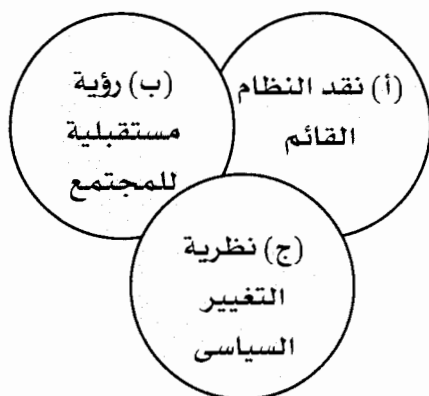 (أ) نقد النظام
القائم
(ب) رؤية
مستقبلية
للمجتمع
(ج) نظرية
التغيير
السياسى